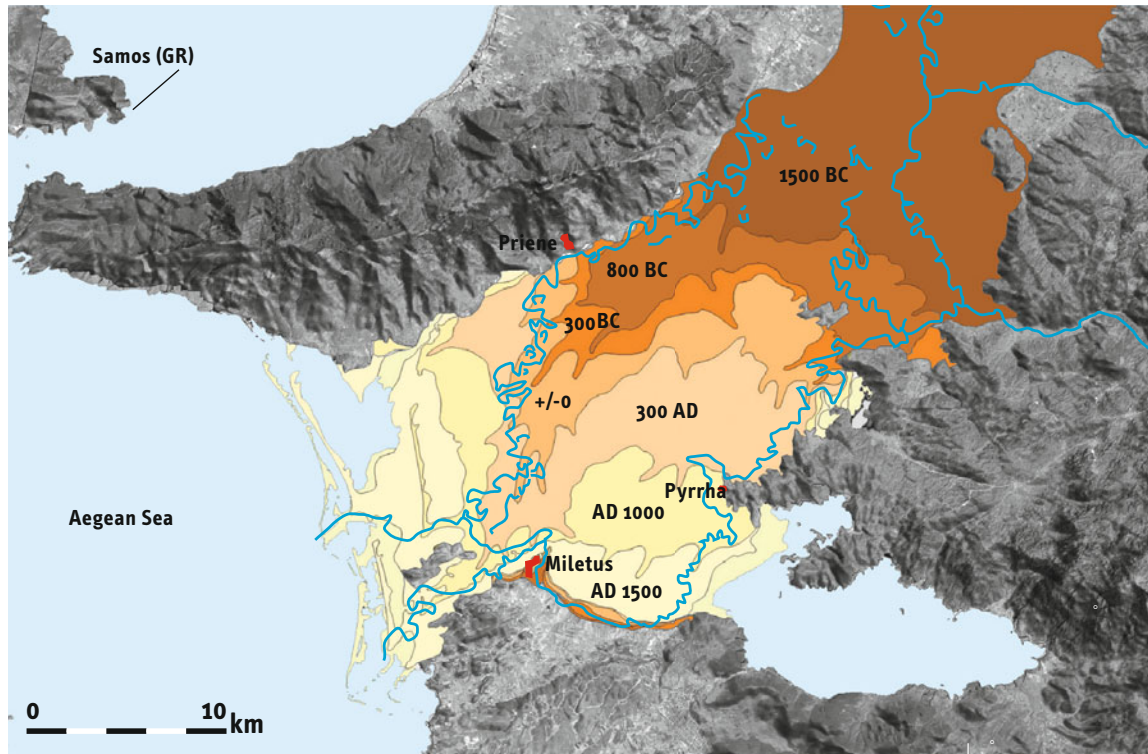 Samos (GR)
1500 BC
Priene
800 BC
300BC
+/-0
300 AD
Pyrrha
AD 1000
Aegean Sea
Miletus
AD 1500
0 10
km